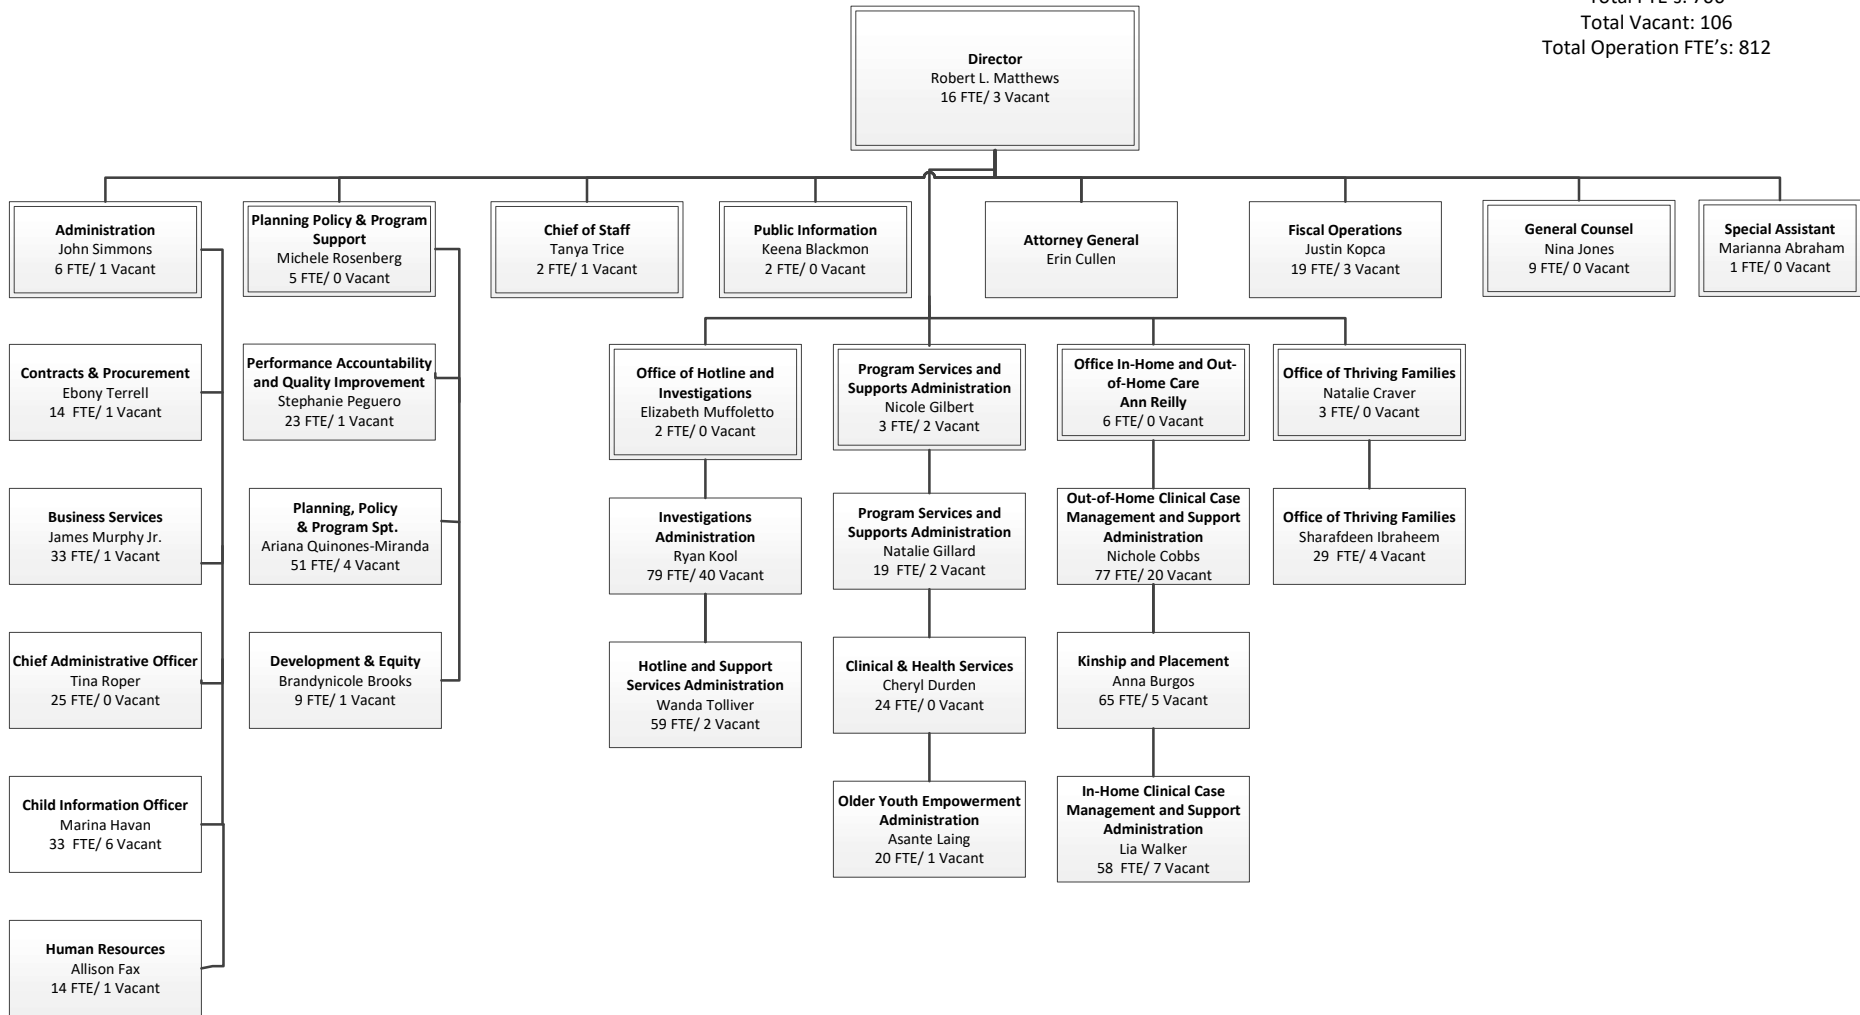 Total Vacant: 106
Total Operation FTE's: 812
Director
Robert L. Matthews
16 FTE/ 3 Vacant
Administration
John Simmons
6 FTE/ 1 Vacant
Planning Policy & Program
Support
Michele Rosenberg
5 FTE/ 0 Vacant
Chief of Staff
Tanya Trice
2 FTE/ 1 Vacant
Public Information
Keena Blackmon
2 FTE/ 0 Vacant
Attorney General
Erin Cullen
Fiscal Operations
Justin Kopca
19 FTE/ 3 Vacant
General Counsel
Nina Jones
9 FTE/ 0 Vacant
Special Assistant
Marianna Abraham
1 FTE/ 0 Vacant
Contracts & Procurement
Ebony Terrell
14 FTE/ 1 Vacant
Performance Accountability
and Quality Improvement
Stephanie Peguero
23 FTE/ 1 Vacant
Office of Hotline and
Investigations
Elizabeth Muffoletto
2 FTE/ 0 Vacant
Program Services and
Supports Administration
Nicole Gilbert
3 FTE/ 2 Vacant
Office In-Home and Out-
of-Home Care
Ann Reilly
6 FTE/ 0 Vacant
Office of Thriving Families
Natalie Craver
3 FTE/ 0 Vacant
Business Services
James Murphy Jr.
33 FTE/ 1 Vacant
Planning, Policy
& Program Spt.
Ariana Quinones-Miranda
51 FTE/ 4 Vacant
Investigations
Administration
Ryan Kool
79 FTE/ 40 Vacant
Program Services and
Supports Administration
Natalie Gillard
19 FTE/ 2 Vacant
Out-of-Home Clinical Case
Management and Support
Administration
Nichole Cobbs
77 FTE/ 20 Vacant
Office of Thriving Families
Sharafdeen Ibraheem
29 FTE/ 4 Vacant
Chief Administrative Officer
Tina Roper
25 FTE/ 0 Vacant
Development & Equity
Brandynicole Brooks
9 FTE/ 1 Vacant
Hotline and Support
Services Administration
Wanda Tolliver
59 FTE/ 2 Vacant
Clinical & Health Services
Cheryl Durden
24 FTE/ 0 Vacant
Kinship and Placement
Anna Burgos
65 FTE/ 5 Vacant
Child Information Officer
Marina Havan
33 FTE/ 6 Vacant
Older Youth Empowerment
Administration
Asante Laing
20 FTE/ 1 Vacant
In-Home Clinical Case
Management and Support
Administration
Lia Walker
58 FTE/ 7 Vacant
Human Resources
Allison Fax
14 FTE/ 1 Vacant